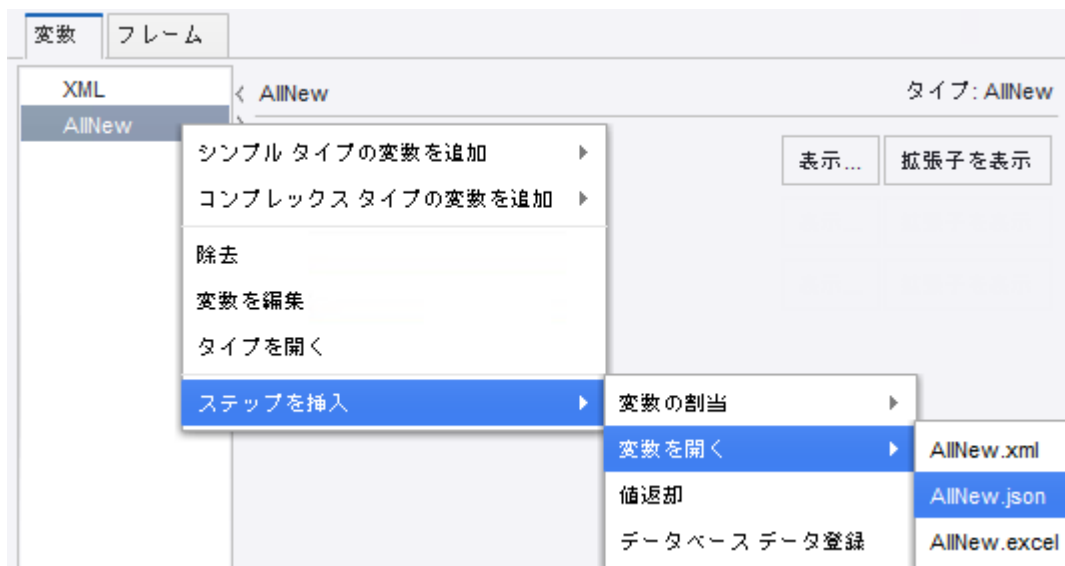 変数 フレーム
XML
AllNew
AllNew タイプ: AllNew
表示... 拡張子を表示
シンプル タイプの変数を追加
コンプレックス タイプの変数を追加
除去
変数を編集
タイプを開く
ステップを挿入
変数の割当
変数を開く
値返却
データベース データ登録
AllNew.xml
AllNew.json
AllNew.excel